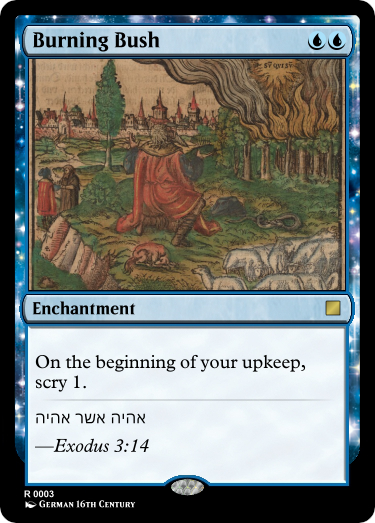 Burning Bush
Enchantment
On the beginning of your upkeep,
scry 1.
אהיה אשר אהיה
—Exodus 3:14
R 0003
German 16th Century